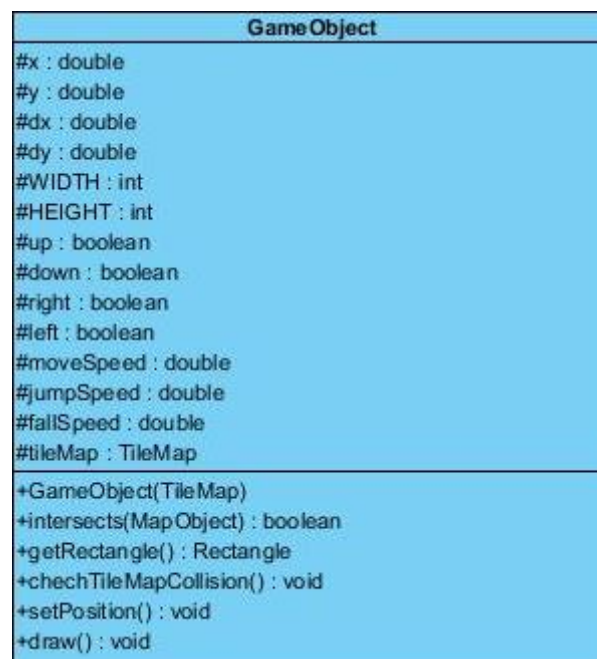 GameObject
#x : double
#y : double
#dx : double
#dy : double
#WIDTH : int
#HEIGHT : int
#up : boolean
#down : boolean
#right : boolean
#left : boolean
#moveSpeed : double
#jumpSpeed : double
#fallSpeed : double
#tileMap : TileMap
+GameObject(TileMap)
+intersects(MapObject) : boolean
+getRectangle() : Rectangle
+chechTileMapCollision() : void
+setPosition() : void
+draw() : void